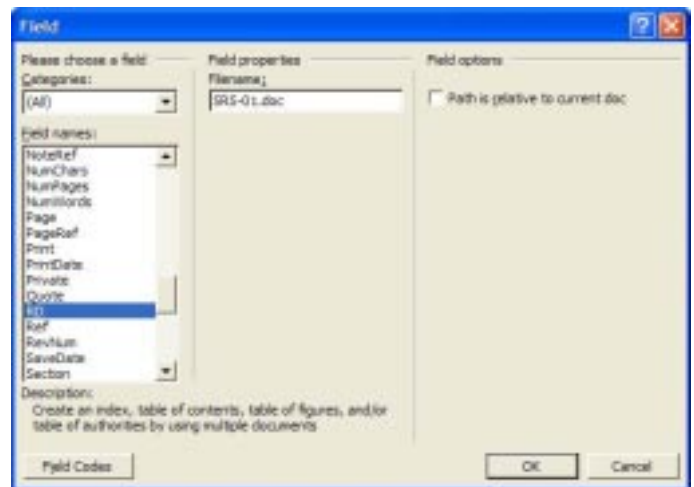 Field
Please choose a field
Categories:
(All)
Field names:
NoteRef
NumChars
NumPages
NumWords
Page
PageRef
Print
PrintDate
Private
Quote
RD
Ref
RevNum
SaveDate
Section
Field properties
Filename:
SRS-01.doc
Field options
Path is relative to current doc
Description:
Create an index, table of contents, table of figures, and/or
table of authorities by using multiple documents
Field Codes
OK
Cancel